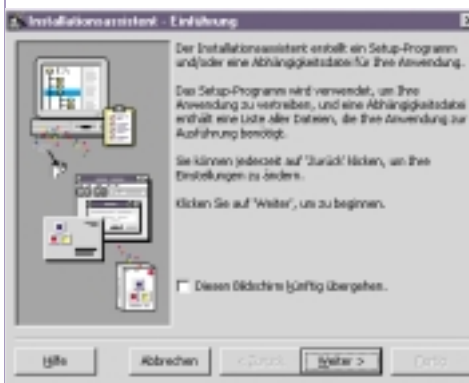 Installationsassistent - Einführung
Der Installationsassistent erstellt ein Setup-Programm
und/oder eine Abhängigkeitsdatei für Ihre Anwendung.
Das Setup-Programm wird verwendet, um Ihre
Anwendung zu vertreiben, und eine Abhängigkeitsdatei
enthält eine Liste aller Dateien, die Ihre Anwendung zur
Ausführung benötigt.
Sie können jederzeit auf 'Zurück' klicken, um Ihre
Einstellungen zu ändern.
Klicken Sie auf 'Weiter', um zu beginnen.
Diesen Bildschirm künftig übergehen.
Hilfe
Abbrechen
< Zurück
Weiter >
Fertig